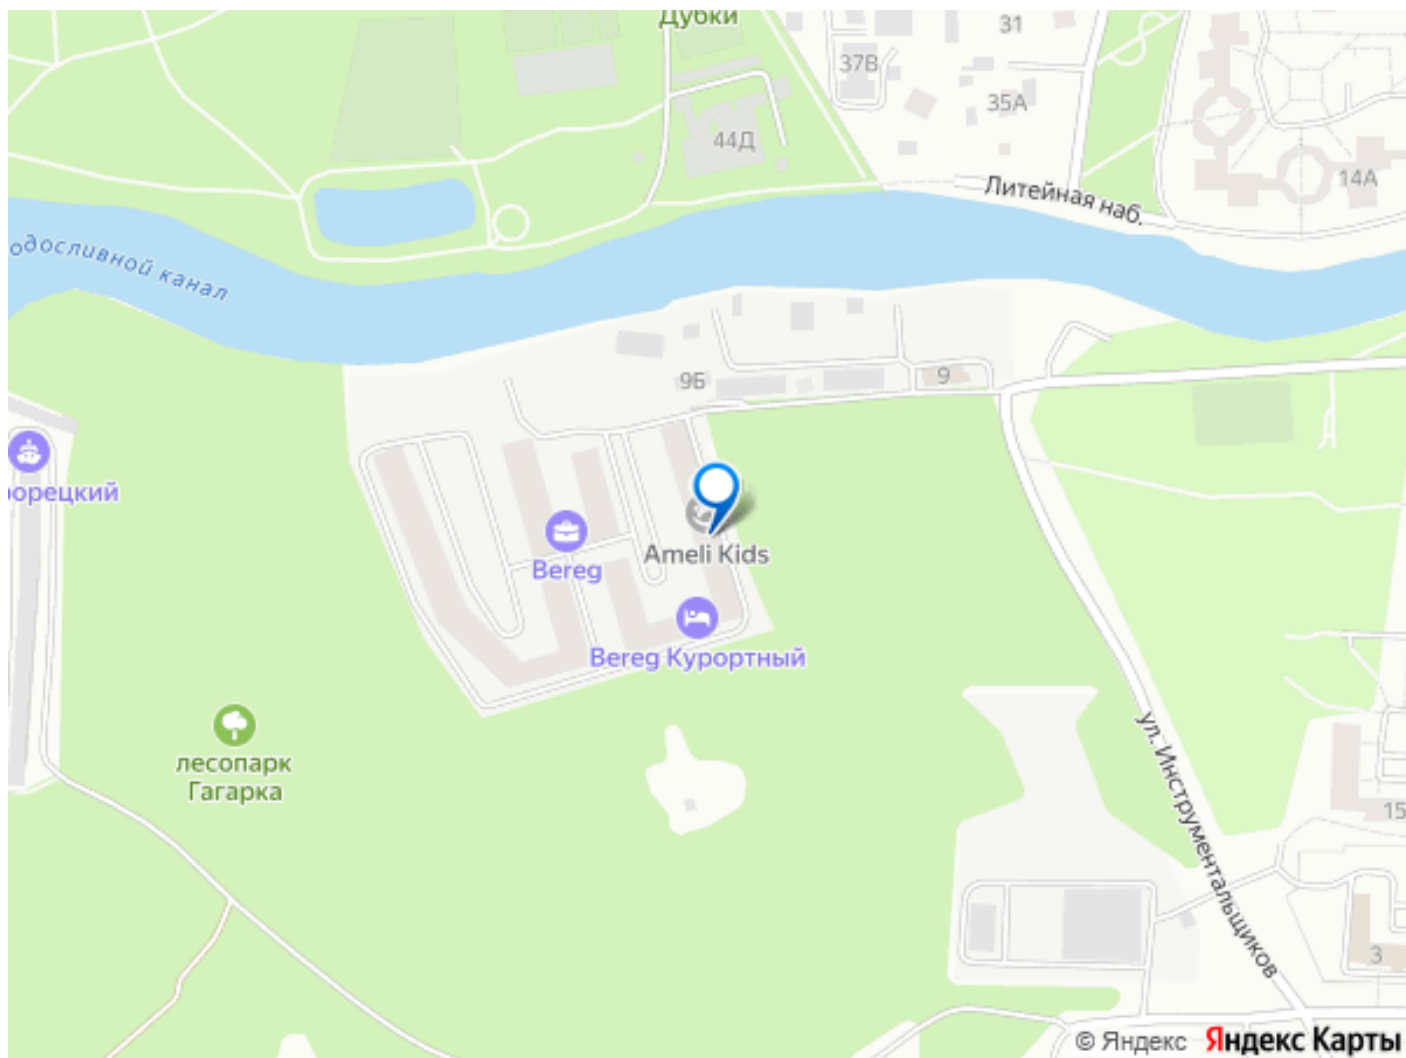 Дубки
31
37В
35А
44Д
14А
Литейная наб.
одосливной канал
9Б
9
рорецкий
Ameli Kids
Bereg
Bereg Курортный
лесопарк
Гагарка
ул. Инструментальщиков
15
3
© Яндекс Яндекс Карты